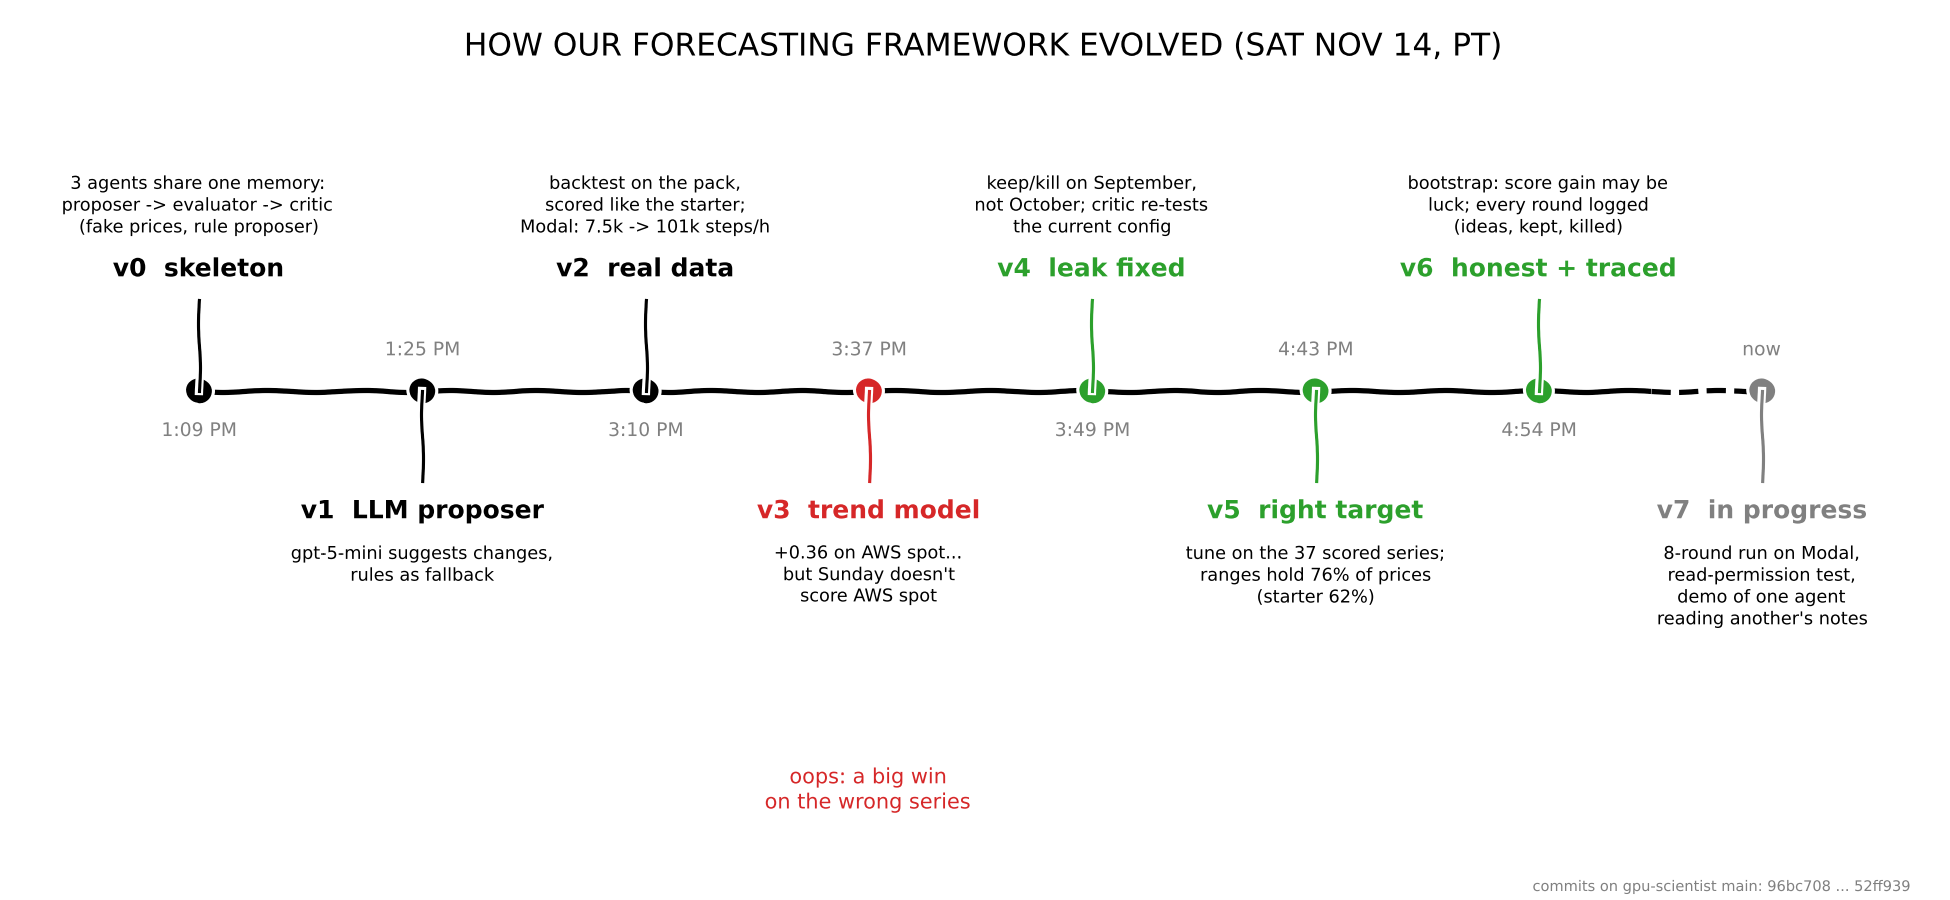 HOW OUR FORECASTING FRAMEWORK EVOLVED (SAT NOV 14, PT)
3 agents share one memory:
proposer -> evaluator -> critic
(fake prices, rule proposer)
v0 skeleton
1:09 PM
1:25 PM
v1 LLM proposer
gpt-5-mini suggests changes,
rules as fallback
backtest on the pack,
scored like the starter;
Modal: 7.5k -> 101k steps/h
v2 real data
3:10 PM
3:37 PM
v3 trend model
+0.36 on AWS spot...
but Sunday doesn't
score AWS spot
oops: a big win
on the wrong series
keep/kill on September,
not October; critic re-tests
the current config
v4 leak fixed
3:49 PM
4:43 PM
v5 right target
tune on the 37 scored series;
ranges hold 76% of prices
(starter 62%)
bootstrap: score gain may be
luck; every round logged
(ideas, kept, killed)
v6 honest + traced
4:54 PM
now
v7 in progress
8-round run on Modal,
read-permission test,
demo of one agent
reading another's notes
commits on gpu-scientist main: 96bc708 ... 52ff939